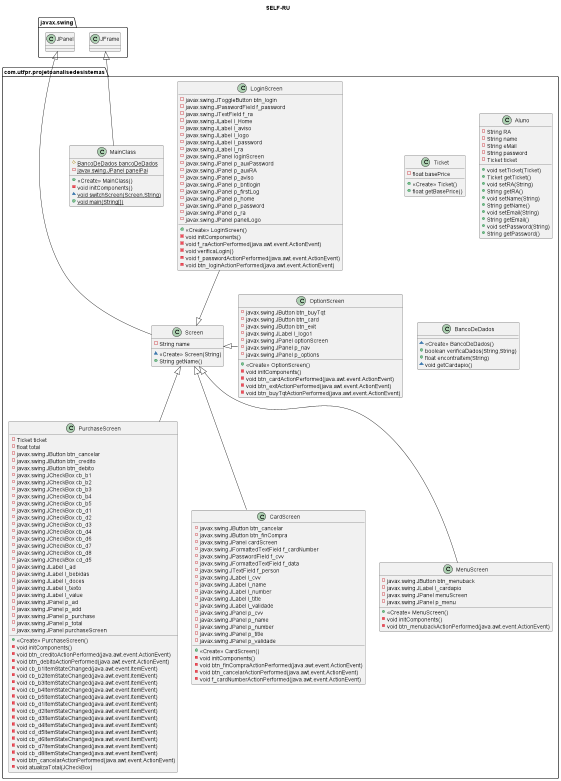 SELF-RU
javax.swing
JPanel
JFrame
com.utfpr.projetoanalisedesistemas
MainClass
BancoDeDados bancoDeDados
javax.swing.JPanel panelPai
«Create» MainClass()
void initComponents()
void switchScreen(Screen,String)
void main(String[])
LoginScreen
javax.swing.JToggleButton btn_login
javax.swing.JPasswordField f_password
javax.swing.JTextField f_ra
javax.swing.JLabel l_Home
javax.swing.JLabel l_aviso
javax.swing.JLabel l_logo
javax.swing.JLabel l_password
javax.swing.JLabel l_ra
javax.swing.JPanel loginScreen
javax.swing.JPanel p_auxPassword
javax.swing.JPanel p_auxRA
javax.swing.JPanel p_aviso
javax.swing.JPanel p_bntlogin
javax.swing.JPanel p_firstLog
javax.swing.JPanel p_home
javax.swing.JPanel p_password
javax.swing.JPanel p_ra
javax.swing.JPanel panelLogo
«Create» LoginScreen()
void initComponents()
void f_raActionPerformed(java.awt.event.ActionEvent)
void verificaLogin()
void f_passwordActionPerformed(java.awt.event.ActionEvent)
void btn_loginActionPerformed(java.awt.event.ActionEvent)
Ticket
float basePrice
«Create» Ticket()
float getBasePrice()
Aluno
String RA
String name
String eMail
String password
Ticket ticket
void setTicket(Ticket)
Ticket getTicket()
void setRA(String)
String getRA()
void setName(String)
String getName()
void setEmail(String)
String getEmail()
void setPassword(String)
String getPassword()
Screen
String name
«Create» Screen(String)
String getName()
OptionScreen
javax.swing.JButton btn_buyTqt
javax.swing.JButton btn_card
javax.swing.JButton btn_exit
javax.swing.JLabel l_logo1
javax.swing.JPanel optionScreen
javax.swing.JPanel p_nav
javax.swing.JPanel p_options
«Create» OptionScreen()
void initComponents()
void btn_cardActionPerformed(java.awt.event.ActionEvent)
void btn_exitActionPerformed(java.awt.event.ActionEvent)
void btn_buyTqtActionPerformed(java.awt.event.ActionEvent)
BancoDeDados
«Create» BancoDeDados()
boolean verificaDados(String,String)
float encontraItem(String)
void getCardapio()
PurchaseScreen
Ticket ticket
float total
javax.swing.JButton btn_cancelar
javax.swing.JButton btn_credito
javax.swing.JButton btn_debito
javax.swing.JCheckBox cb_b1
javax.swing.JCheckBox cb_b2
javax.swing.JCheckBox cb_b3
javax.swing.JCheckBox cb_b4
javax.swing.JCheckBox cb_b5
javax.swing.JCheckBox cb_d1
javax.swing.JCheckBox cb_d2
javax.swing.JCheckBox cb_d3
javax.swing.JCheckBox cb_d4
javax.swing.JCheckBox cb_d6
javax.swing.JCheckBox cb_d7
javax.swing.JCheckBox cb_d8
javax.swing.JCheckBox cd_d5
javax.swing.JLabel l_ad
javax.swing.JLabel l_bebidas
javax.swing.JLabel l_doces
javax.swing.JLabel l_texto
javax.swing.JLabel l_value
javax.swing.JPanel p_ad
javax.swing.JPanel p_add
javax.swing.JPanel p_purchase
javax.swing.JPanel p_total
javax.swing.JPanel purchaseScreen
«Create» PurchaseScreen()
void initComponents()
void btn_creditoActionPerformed(java.awt.event.ActionEvent)
void btn_debitoActionPerformed(java.awt.event.ActionEvent)
void cb_b1ItemStateChanged(java.awt.event.ItemEvent)
void cb_b2ItemStateChanged(java.awt.event.ItemEvent)
void cb_b3ItemStateChanged(java.awt.event.ItemEvent)
void cb_b4ItemStateChanged(java.awt.event.ItemEvent)
void cb_b5ItemStateChanged(java.awt.event.ItemEvent)
void cb_d1ItemStateChanged(java.awt.event.ItemEvent)
void cb_d2ItemStateChanged(java.awt.event.ItemEvent)
void cb_d3ItemStateChanged(java.awt.event.ItemEvent)
void cb_d4ItemStateChanged(java.awt.event.ItemEvent)
void cd_d5ItemStateChanged(java.awt.event.ItemEvent)
void cb_d6ItemStateChanged(java.awt.event.ItemEvent)
void cb_d7ItemStateChanged(java.awt.event.ItemEvent)
void cb_d8ItemStateChanged(java.awt.event.ItemEvent)
void btn_cancelarActionPerformed(java.awt.event.ActionEvent)
void atualizaTotal(JCheckBox)
CardScreen
javax.swing.JButton btn_cancelar
javax.swing.JButton btn_finCompra
javax.swing.JPanel cardScreen
javax.swing.JFormattedTextField f_cardNumber
javax.swing.JPasswordField f_cvv
javax.swing.JFormattedTextField f_data
javax.swing.JTextField f_person
javax.swing.JLabel l_cvv
javax.swing.JLabel l_name
javax.swing.JLabel l_number
javax.swing.JLabel l_title
javax.swing.JLabel l_validade
javax.swing.JPanel p_cvv
javax.swing.JPanel p_name
javax.swing.JPanel p_number
javax.swing.JPanel p_title
javax.swing.JPanel p_validade
«Create» CardScreen()
void initComponents()
void btn_finCompraActionPerformed(java.awt.event.ActionEvent)
void btn_cancelarActionPerformed(java.awt.event.ActionEvent)
void f_cardNumberActionPerformed(java.awt.event.ActionEvent)
MenuScreen
javax.swing.JButton btn_menuback
javax.swing.JLabel l_cardapio
javax.swing.JPanel menuScreen
javax.swing.JPanel p_menu
«Create» MenuScreen()
void initComponents()
void btn_menubackActionPerformed(java.awt.event.ActionEvent)